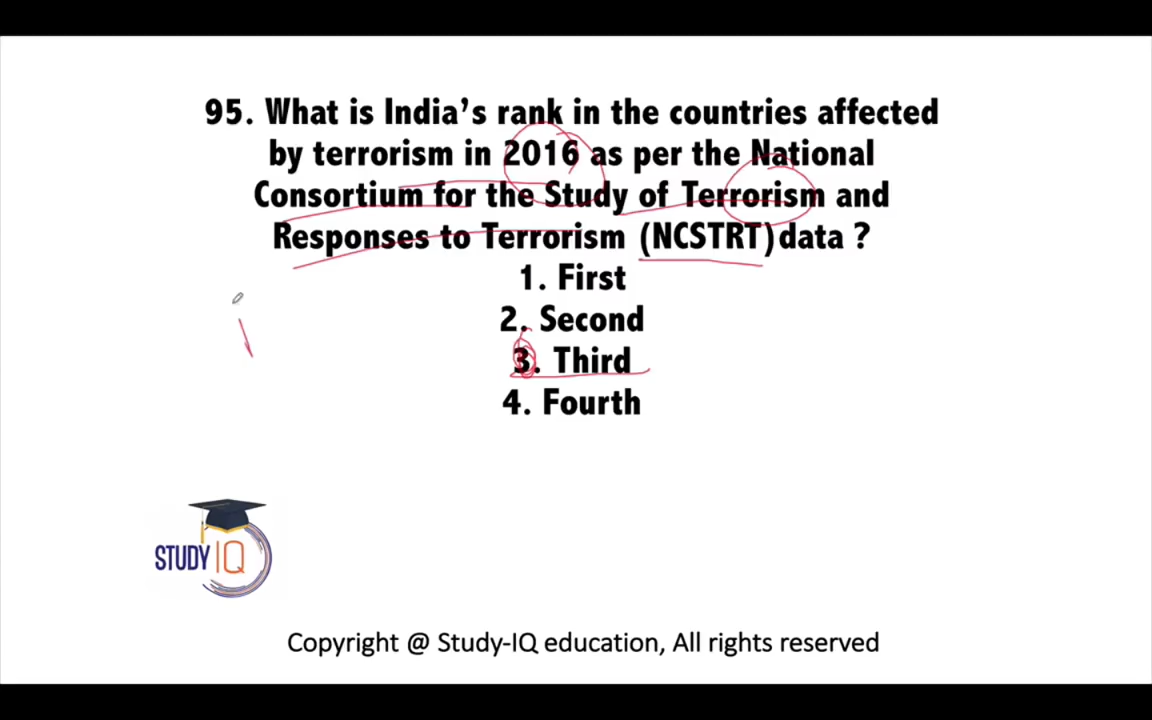 95. What is India's rank in the countries affected
by terrorism in 2016 as per the National
Consortium for the Study of Terrorism and
Responses to Terrorism (NCSTRT) data ?
1. First
2. Second
3. Third
4. Fourth
STUDY IQ
Copyright @ Study-IQ education, All rights reserved